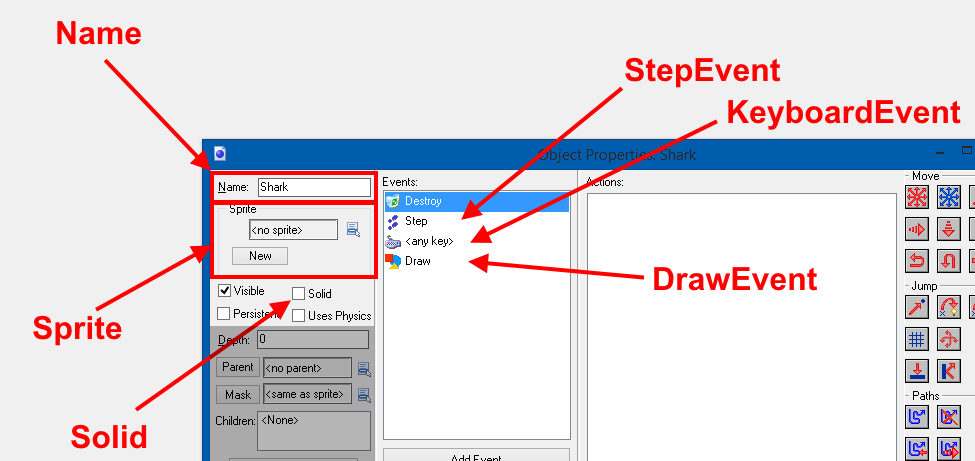 Name
StepEvent
KeyboardEvent
Object Properties: Shark
Name: Shark
Events:
Actions:
Move
Sprite
<no sprite>
New
Destroy
Step
<any key>
Draw
DrawEvent
Visible
Solid
Persistent
Uses Physics
Jump
Sprite
Depth: 0
Parent <no parent>
Mask <same as sprite>
Children: <None>
Paths
Solid
Add Event